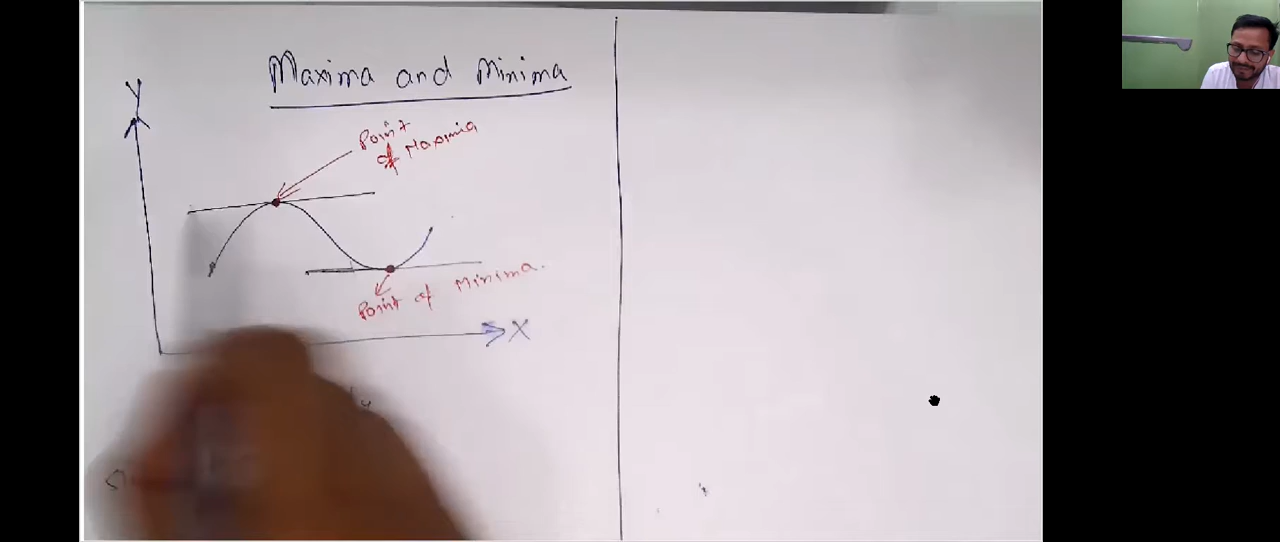 Maxima and Minima
Y
Point
of Maxima
Point of Minima.
X